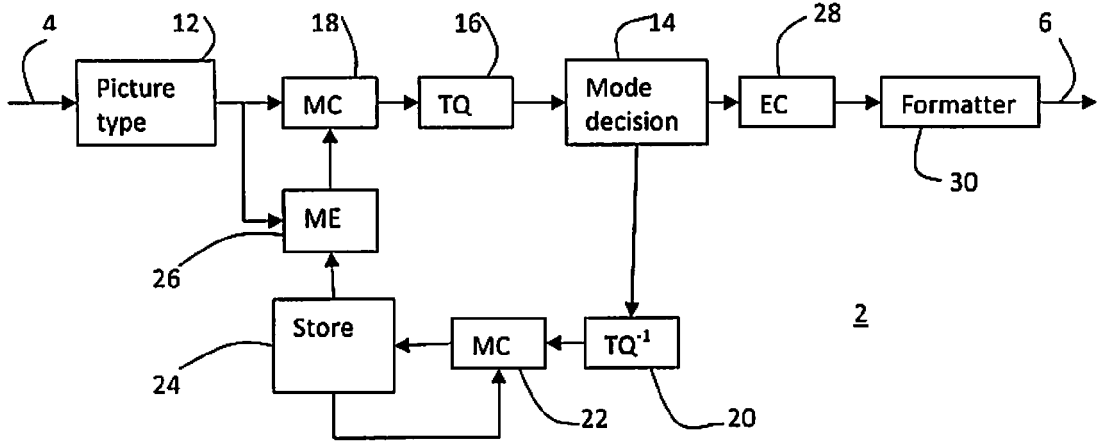 4
12
18
16
14
28
6
Picture
type
MC
TQ
Mode
decision
EC
Formatter
30
ME
26
Store
MC
TQ⁻¹
2
24
22
20